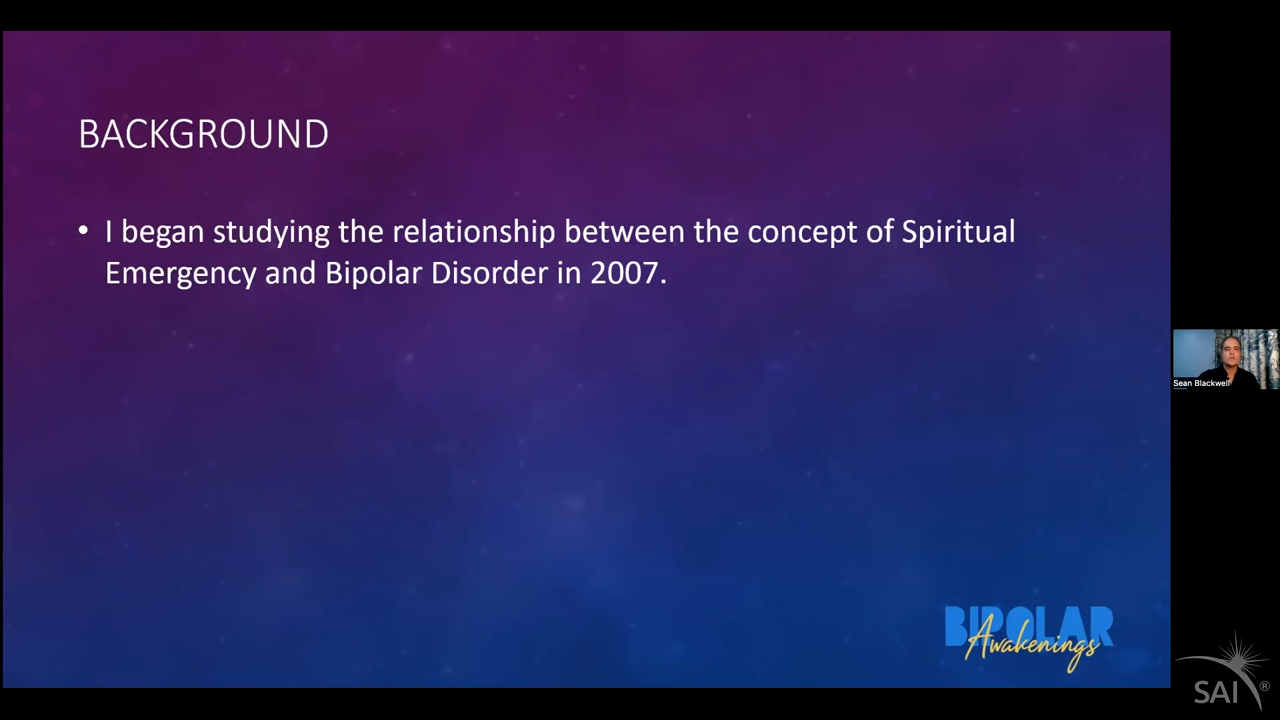 BACKGROUND
• I began studying the relationship between the concept of Spiritual
Emergency and Bipolar Disorder in 2007.
Sean Blackwell
BIPOLAR
Awakenings
SAI®